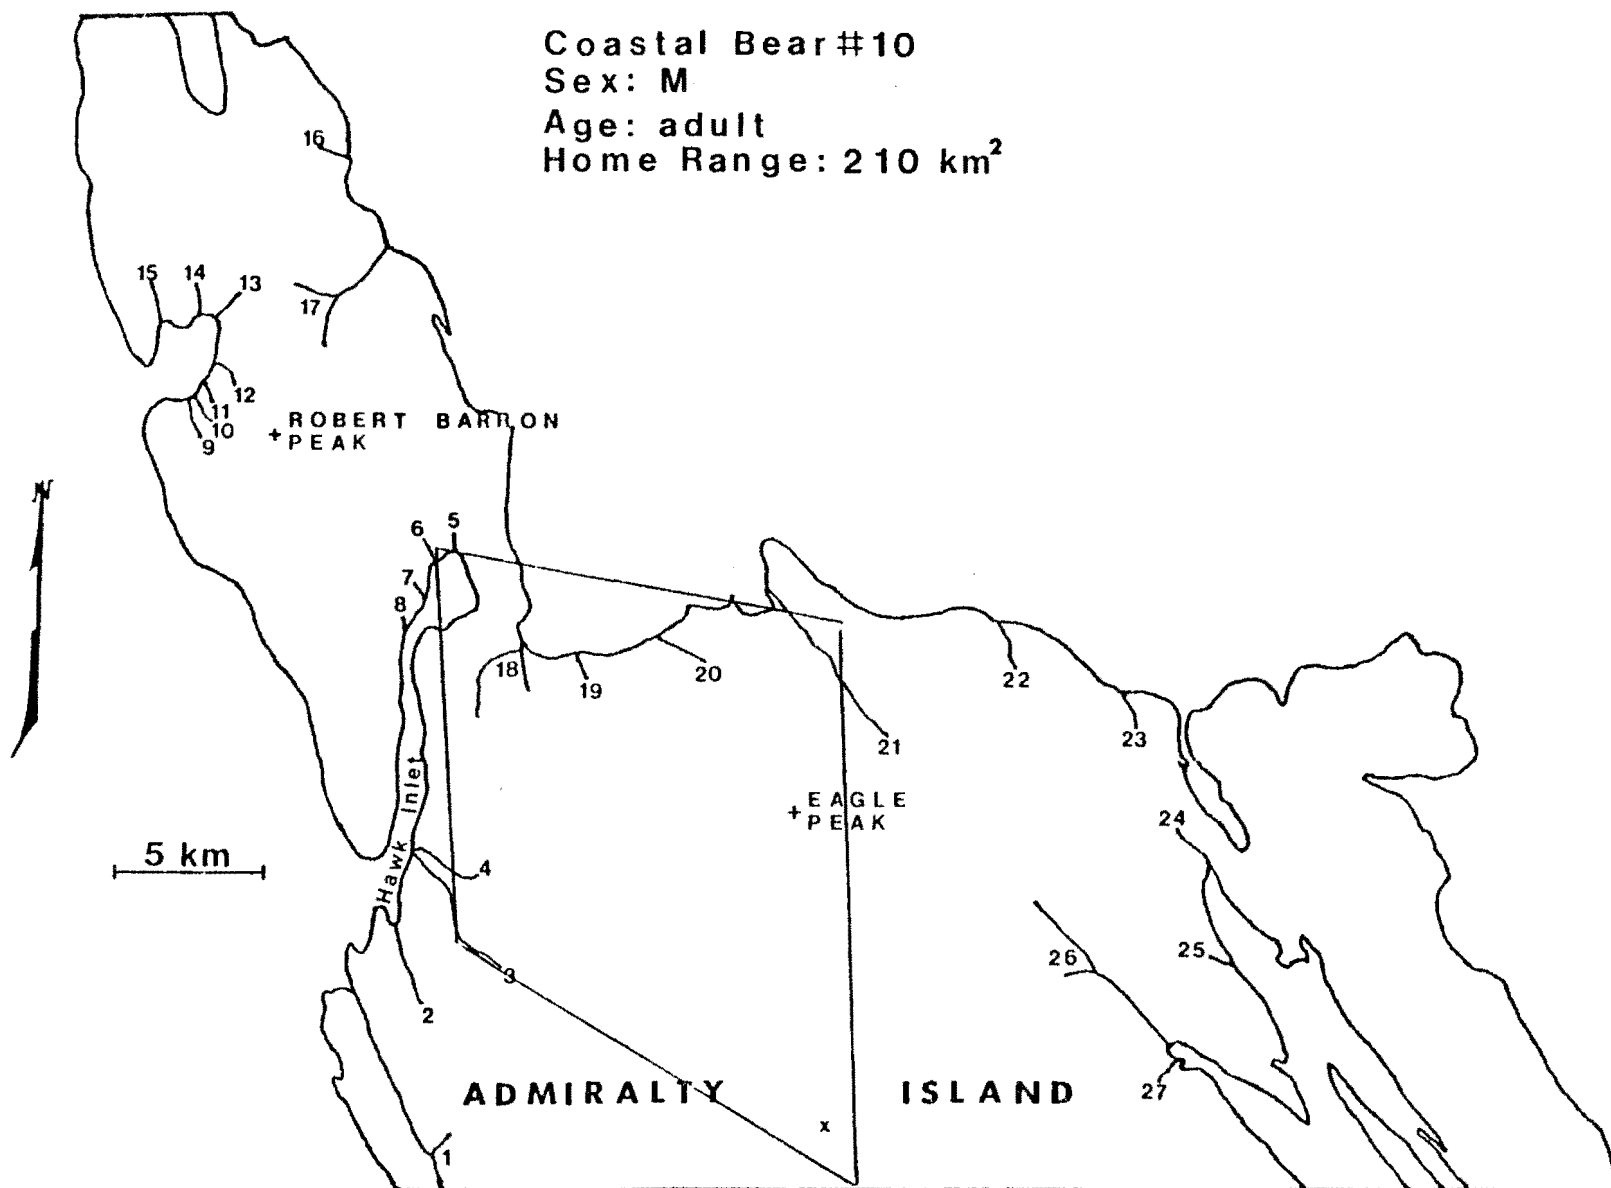 Coastal Bear #10
Sex: M
Age: adult
Home Range: 210 km²
16
15
14
13
17
12
11
10
9
+ ROBERT BARRON
PEAK
N
6
5
7
8
18
19
20
22
21
23
+ EAGLE
PEAK
24
5 km
Hawk Inlet
4
3
26
25
2
ADMIRALTY ISLAND
27
x
1